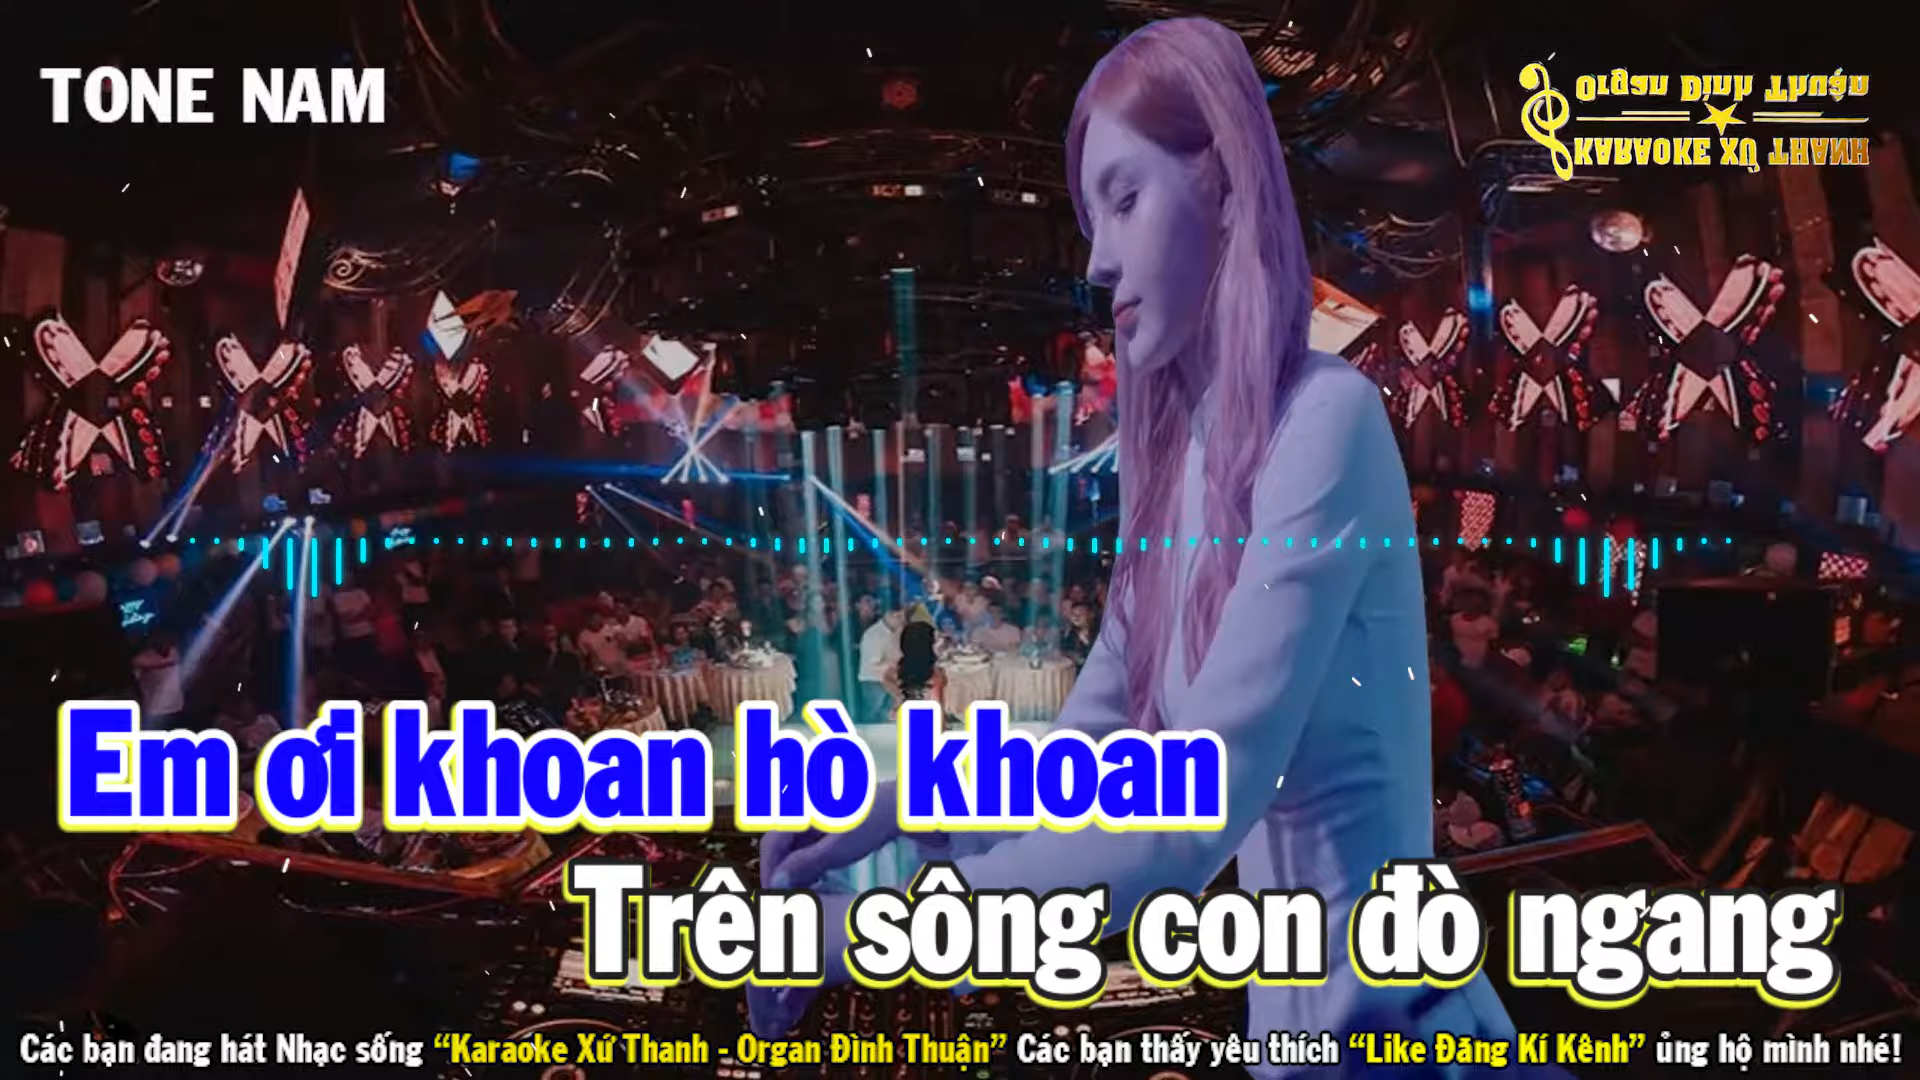 TONE NAM
Organ Đình Thuận
KARAOKE XỨ THANH
Em ơi khoan hò khoan
Trên sông con đò ngang
Các bạn đang hát Nhạc sống “Karaoke Xứ Thanh - Organ Đình Thuận” Các bạn thấy yêu thích “Like Đăng Kí Kênh” ủng hộ mình nhé!